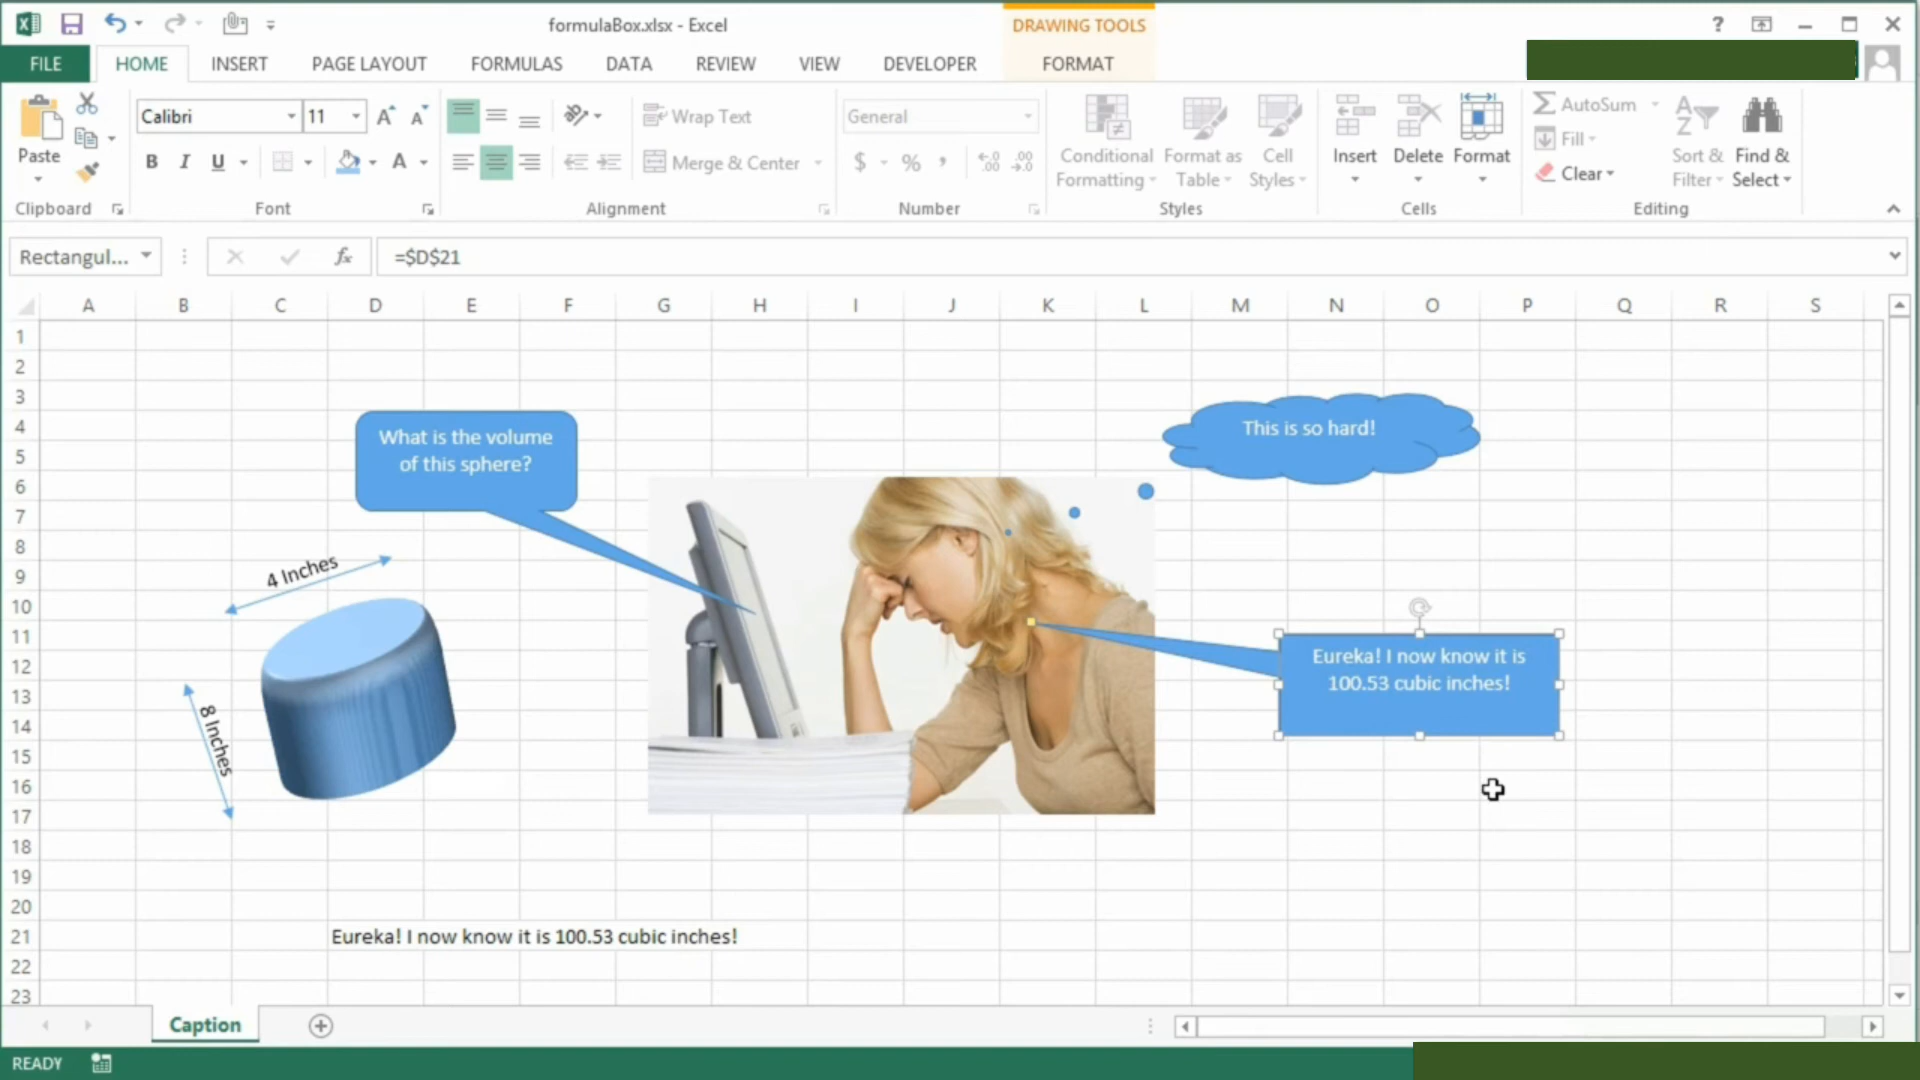 formulaBox.xlsx - Excel
DRAWING TOOLS
?
FILE HOME INSERT PAGE LAYOUT FORMULAS DATA REVIEW VIEW DEVELOPER FORMAT
Paste
Clipboard
Calibri 11
B I U A
Font
Wrap Text
Merge & Center
Alignment
General
$ % ,
Number
Conditional
Formatting
Format as
Table
Cell
Styles
Styles
Insert
Delete
Format
Cells
AutoSum
Fill
Clear
Sort &
Filter
Find &
Select
Editing
Rectangul...
fx
=$D$21
A B C D E F G H I J K L M N O P Q R S
1
2
3
4
5
6
7
8
9
10
11
12
13
14
15
16
17
18
19
20
21
22
23
This is so hard!
What is the volume
of this sphere?
4 Inches
8 Inches
Eureka! I now know it is
100.53 cubic inches!
Eureka! I now know it is 100.53 cubic inches!
Caption
READY